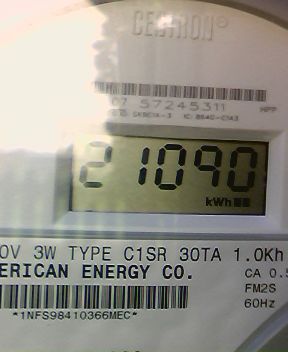 CENTRON®
07 57245311
21090
kWh
0V 3W TYPE C1SR 30TA 1.0Kh
ERICAN ENERGY CO.
CA 0.5
FM2S
60Hz
*1NFS98410366MEC*